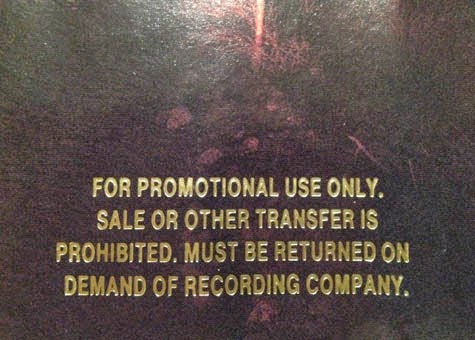 FOR PROMOTIONAL USE ONLY.
SALE OR OTHER TRANSFER IS
PROHIBITED. MUST BE RETURNED ON
DEMAND OF RECORDING COMPANY.